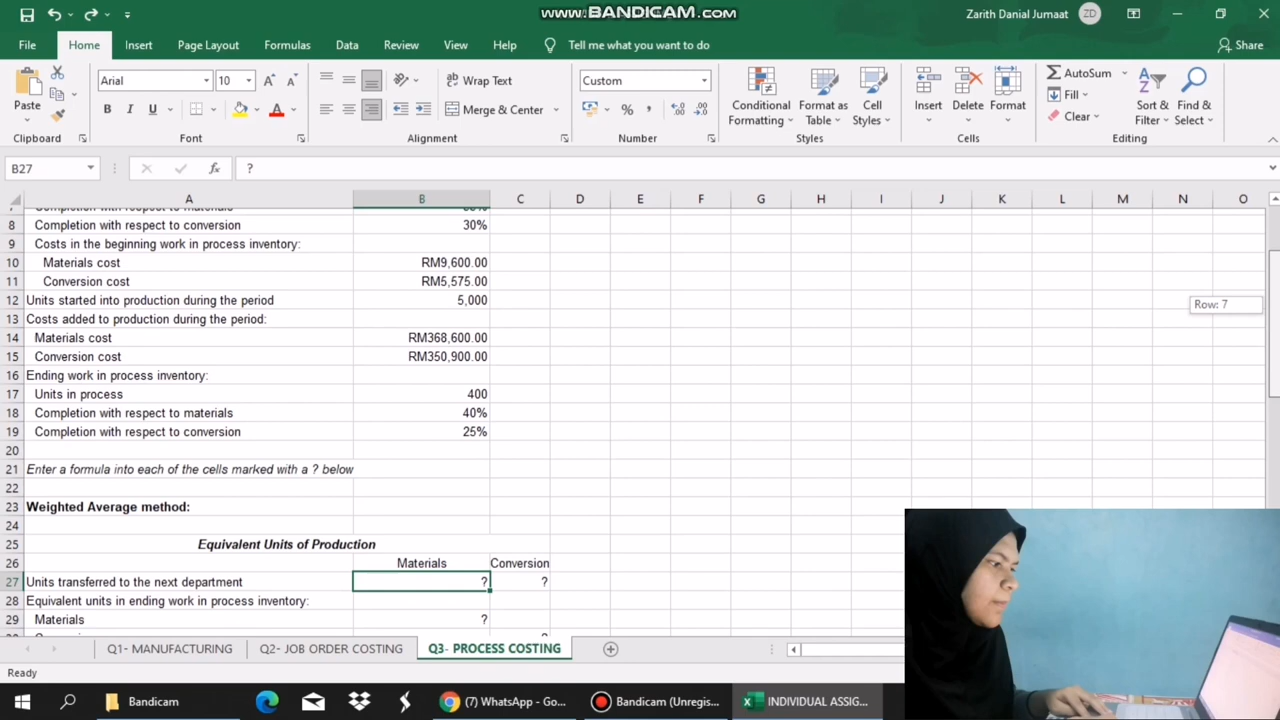 www.BANDICAM.com
Zarith Danial Jumaat ZD
File Home Insert Page Layout Formulas Data Review View Help Tell me what you want to do Share
Paste
Clipboard
Arial 10
B I U A
Font
Wrap Text
Merge & Center
Alignment
Custom
%
Number
Conditional Formatting
Format as Table
Cell Styles
Styles
Insert Delete Format
Cells
AutoSum
Fill
Clear
Sort & Filter
Find & Select
Editing
B27 fx ?
A B C D E F G H I J K L M N O
8 Completion with respect to conversion 30%
9 Costs in the beginning work in process inventory:
10 Materials cost RM9,600.00
11 Conversion cost RM5,575.00
12 Units started into production during the period 5,000
Row: 7
13 Costs added to production during the period:
14 Materials cost RM368,600.00
15 Conversion cost RM350,900.00
16 Ending work in process inventory:
17 Units in process 400
18 Completion with respect to materials 40%
19 Completion with respect to conversion 25%
20
21 Enter a formula into each of the cells marked with a ? below
22
23 Weighted Average method:
24
25 Equivalent Units of Production
26 Materials Conversion
27 Units transferred to the next department ? ?
28 Equivalent units in ending work in process inventory:
29 Materials ?
Q1- MANUFACTURING Q2- JOB ORDER COSTING Q3- PROCESS COSTING
Ready
Bandicam (7) WhatsApp - Go... Bandicam (Unregis... INDIVIDUAL ASSIG...